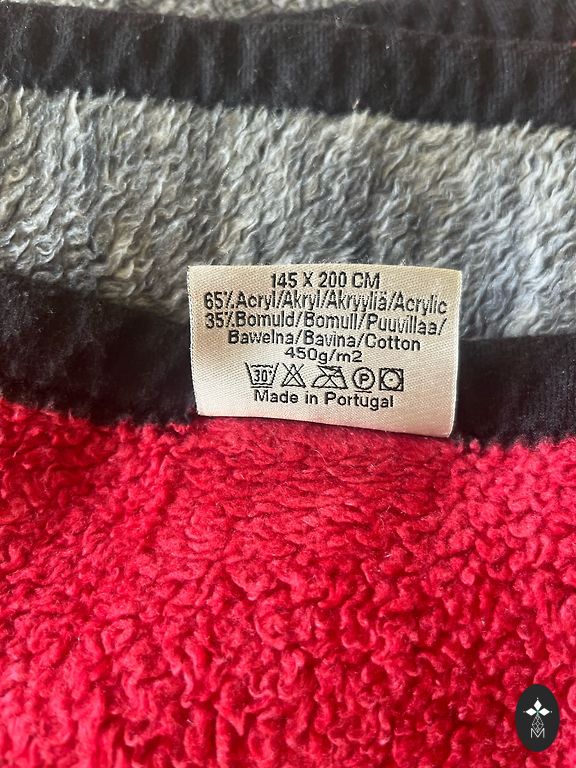 145 X 200 CM
65%Acryl/Akryl/Akryyliä/Acrylic
35%Bomuld/Bomull/Puuvillaa/
Bawelna/Bavina/Cotton
450g/m2
30° P
Made in Portugal
M